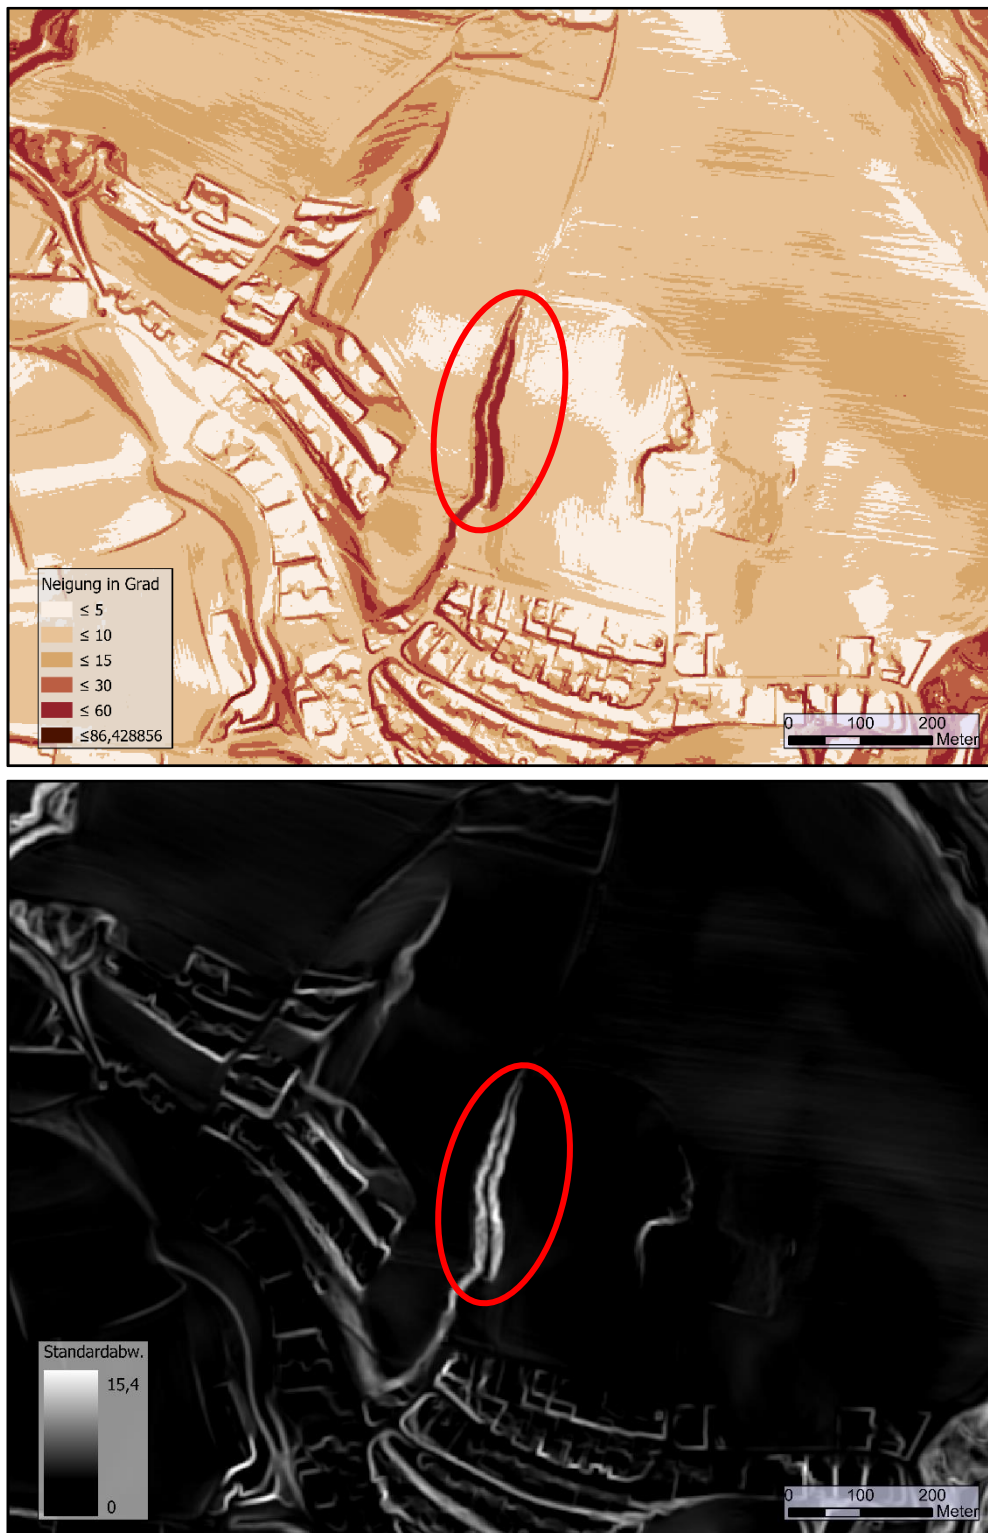 Neigung in Grad
≤ 5
≤ 10
≤ 15
≤ 30
≤ 60
≤86,428856
0 100 200
Meter
Standardabw.
15,4
0
0 100 200
Meter